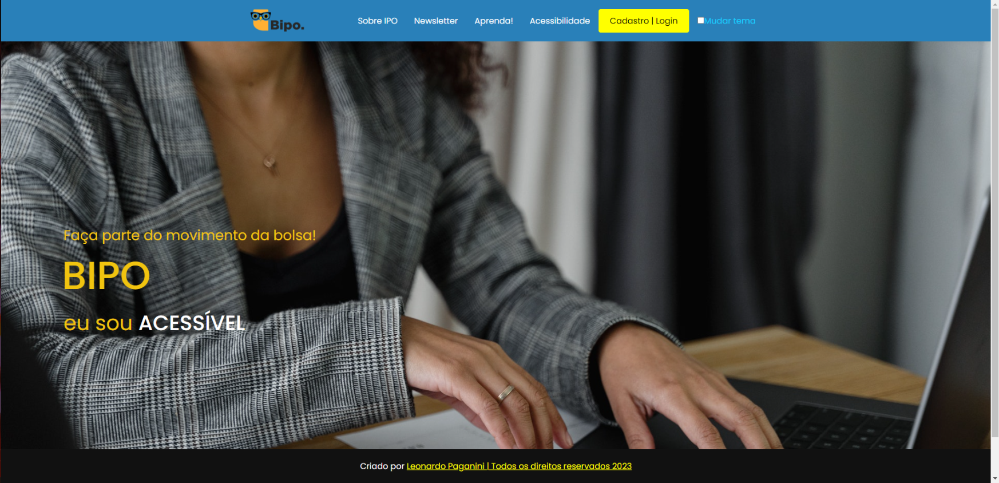 Bipo.
Sobre IPO
Newsletter
Aprenda!
Acessibilidade
Cadastro | Login
Mudar tema
Faça parte do movimento da bolsa!
BIPO
eu sou ACESSÍVEL
Criado por Leonardo Paganini | Todos os direitos reservados 2023